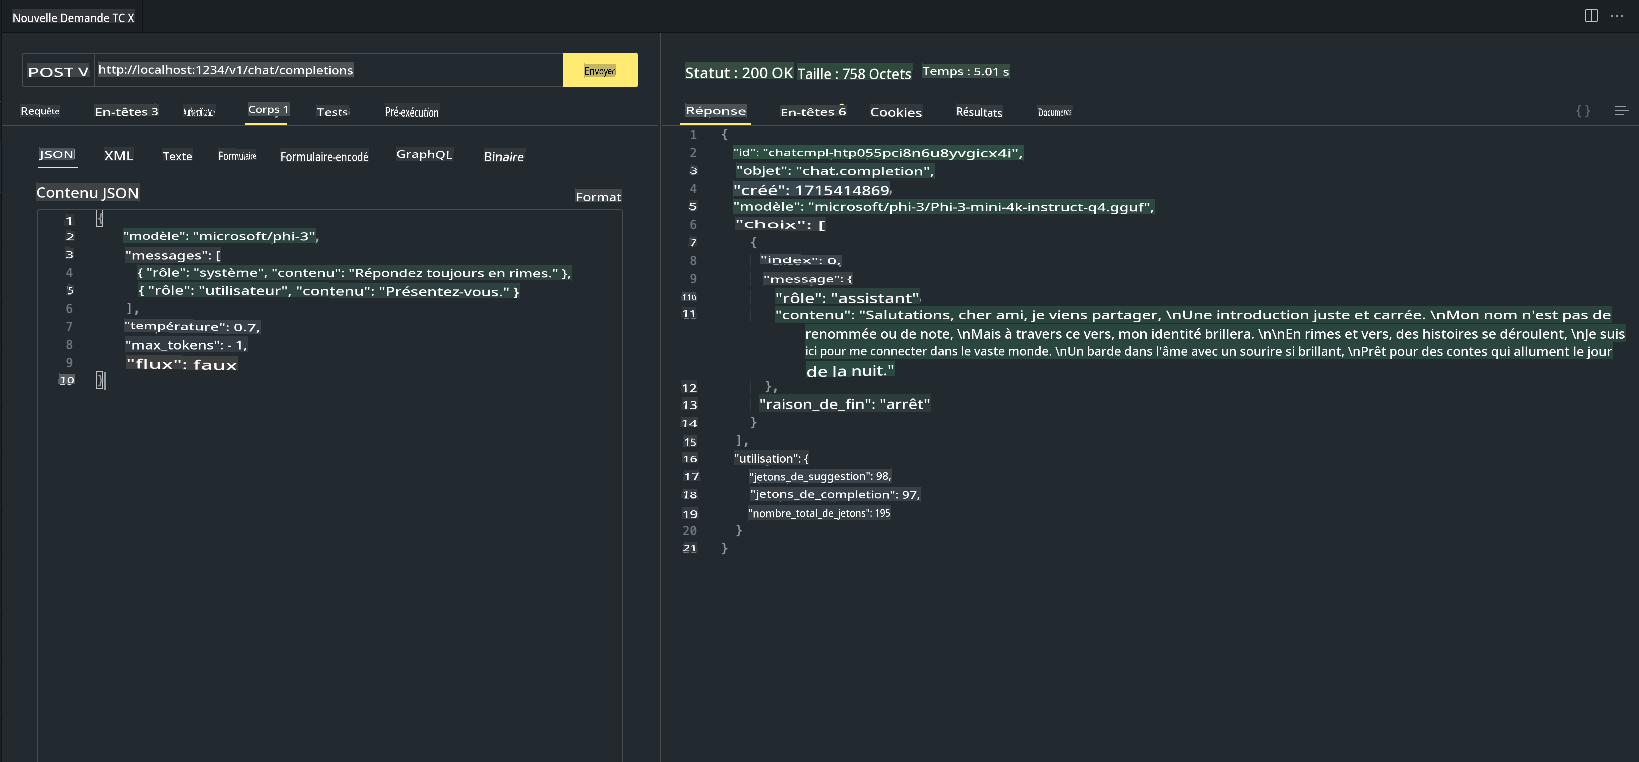 Nouvelle Demande TC X
POST V http://localhost:1234/v1/chat/completions Envoyer
Requête En-têtes 3 Corps 1 Tests Pré-exécution
JSON XML Texte Formulaire Formulaire-encodé GraphQL Binaire
Contenu JSON Format
1 {
2 "modèle": "microsoft/phi-3",
3 "messages": [
4 { "rôle": "système", "contenu": "Répondez toujours en rimes." },
5 { "rôle": "utilisateur", "contenu": "Présentez-vous." }
6 ],
7 "température": 0.7,
8 "max_tokens": - 1,
9 "flux": faux
10 }
Statut : 200 OK Taille : 758 Octets Temps : 5.01 s
Réponse En-têtes 6 Cookies Résultats { }
1 {
2 "id": "chatcmpl-htp055pci8n6u8yvgicx4i",
3 "objet": "chat.completion",
4 "créé": 1715414869,
5 "modèle": "microsoft/phi-3/Phi-3-mini-4k-instruct-q4.gguf",
6 "choix": [
7 {
8 "index": 0,
9 "message": {
110 "rôle": "assistant",
11 "contenu": "Salutations, cher ami, je viens partager, \nUne introduction juste et carrée. \nMon nom n'est pas de
renommée ou de note, \nMais à travers ce vers, mon identité brillera. \n\nEn rimes et vers, des histoires se déroulent, \nJe suis
ici pour me connecter dans le vaste monde. \nUn barde dans l'âme avec un sourire si brillant, \nPrêt pour des contes qui allument le jour
de la nuit."
12 },
13 "raison_de_fin": "arrêt"
14 }
15 ],
16 "utilisation": {
17 "jetons_de_suggestion": 98,
18 "jetons_de_completion": 97,
19 "nombre_total_de_jetons": 195
20 }
21 }